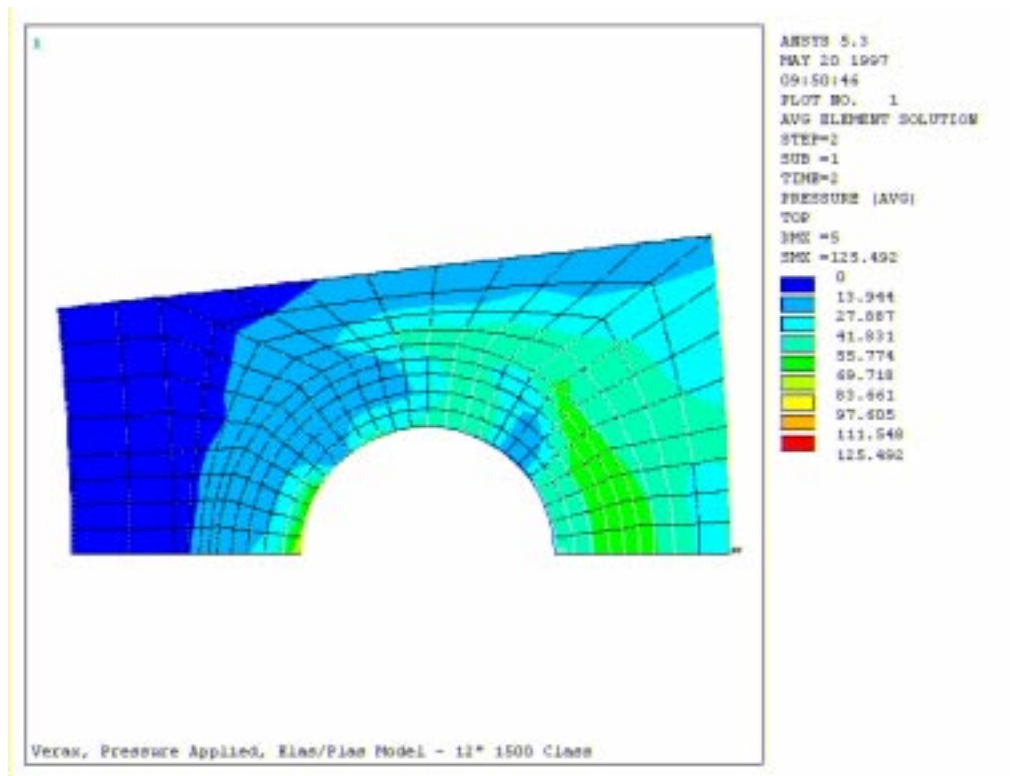 1
ANSYS 5.3
MAY 20 1997
09:50:46
PLOT NO. 1
AVG ELEMENT SOLUTION
STEP=2
SUB =1
TIME=2
PRESSURE (AVG)
TOP
DMX =5
SMX =125.492
0
13.944
27.887
41.831
55.774
69.718
83.661
97.605
111.548
125.492
Verax, Pressure Applied, Elas/Plas Model - 12" 1500 Class